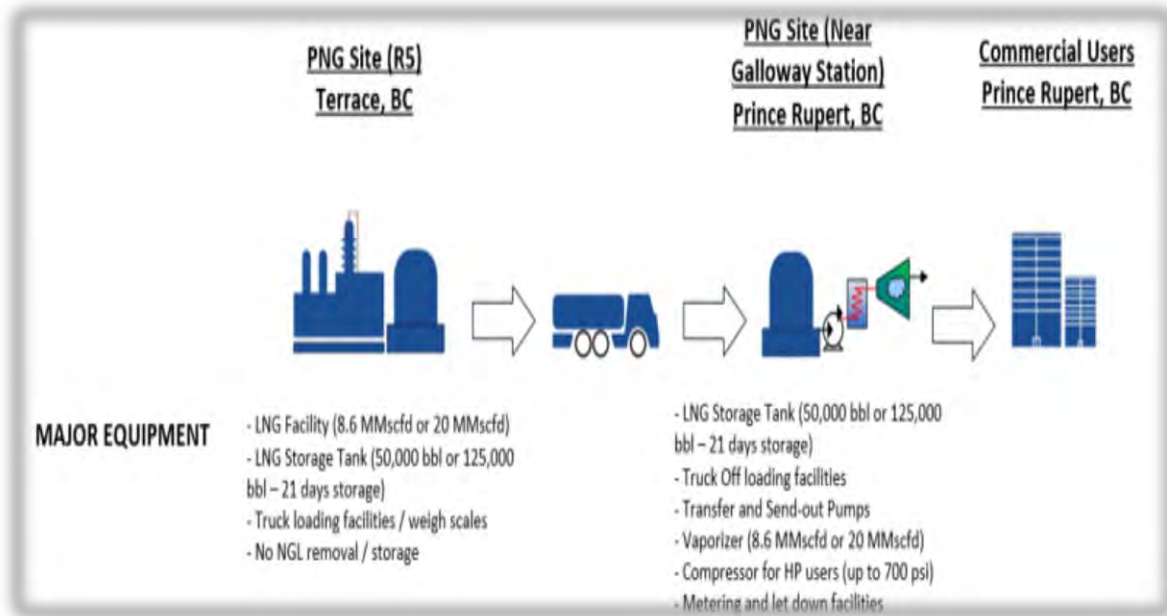 PNG Site (R5)
Terrace, BC
PNG Site (Near
Galloway Station)
Prince Rupert, BC
Commercial Users
Prince Rupert, BC
MAJOR EQUIPMENT
- LNG Facility (8.6 MMscfd or 20 MMscfd)
- LNG Storage Tank (50,000 bbl or 125,000
bbl – 21 days storage)
- Truck loading facilities / weigh scales
- No NGL removal / storage
- LNG Storage Tank (50,000 bbl or 125,000
bbl – 21 days storage)
- Truck Off loading facilities
- Transfer and Send-out Pumps
- Vaporizer (8.6 MMscfd or 20 MMscfd)
- Compressor for HP users (up to 700 psi)
- Metering and let down facilities